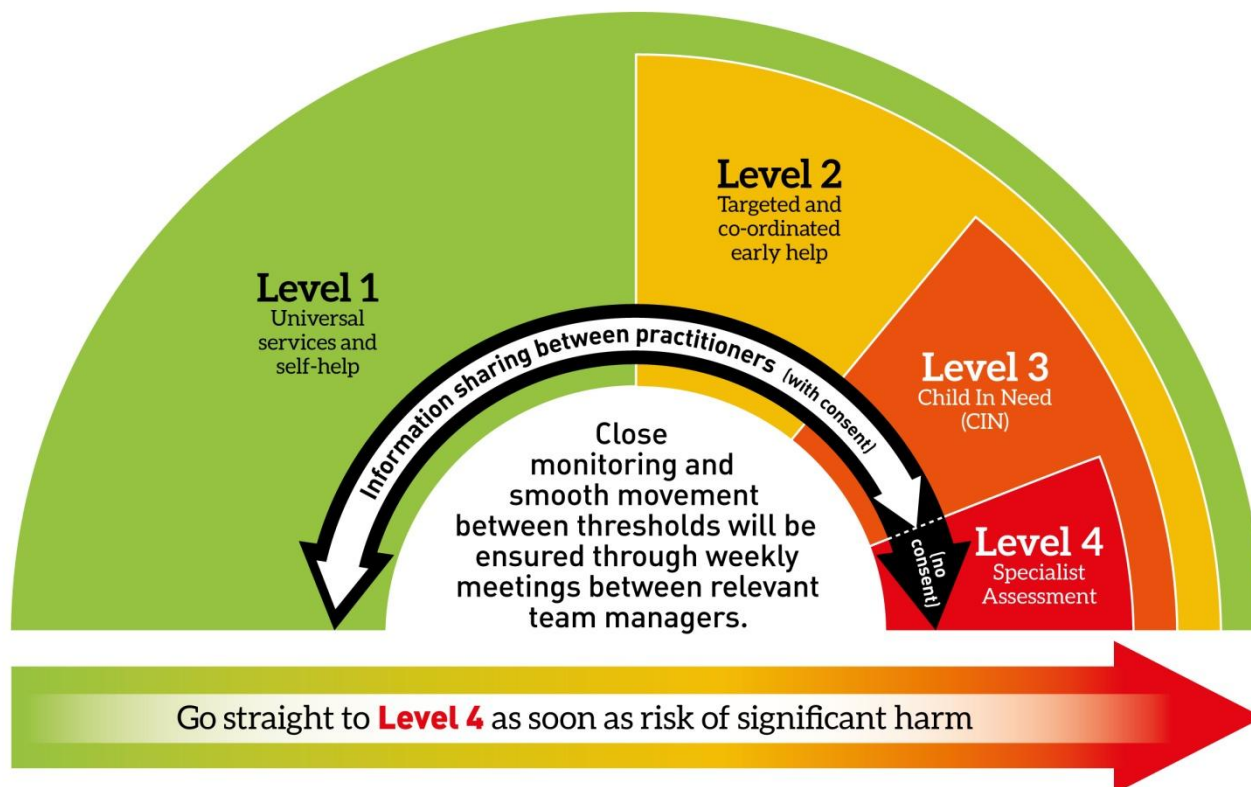 Level 1
Universal
services and
self-help
Level 2
Targeted and
co-ordinated
early help
Level 3
Child In Need
(CIN)
Level 4
Specialist
Assessment
Information sharing between practitioners (with consent)
(no
consent)
Close
monitoring and
smooth movement
between thresholds will be
ensured through weekly
meetings between relevant
team managers.
Go straight to Level 4 as soon as risk of significant harm